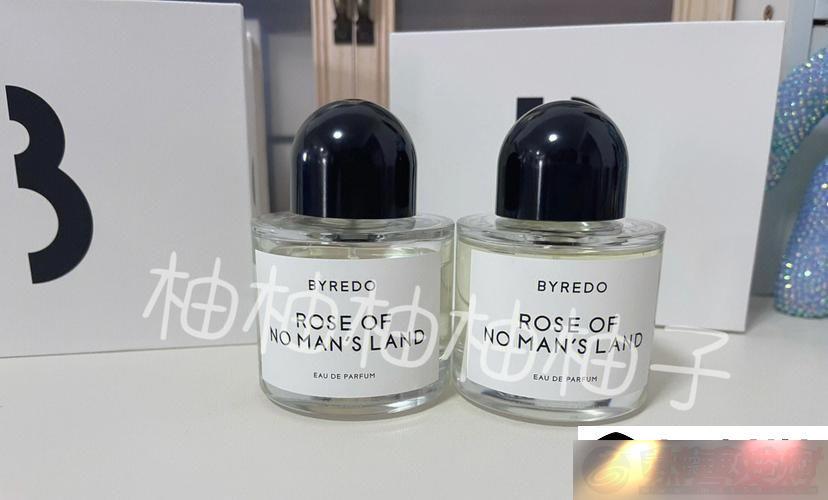 B
BYREDO
ROSE OF
NO MAN'S LAND
EAU DE PARFUM
BYREDO
ROSE OF
NO MAN'S LAND
EAU DE PARFUM
柚柚柚柚柚子